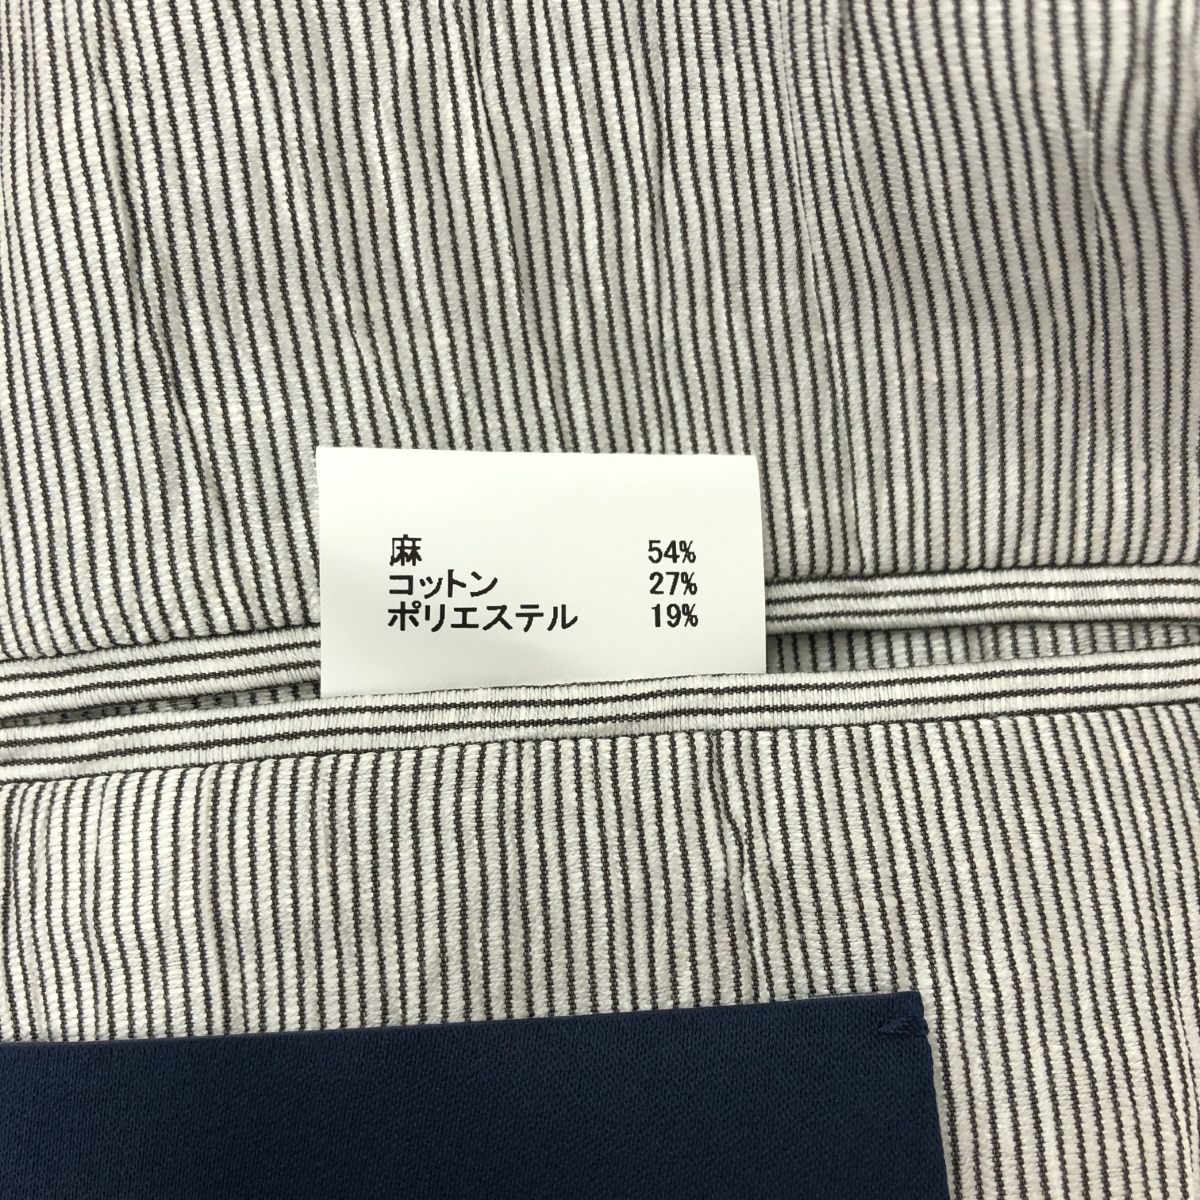 麻 54%
コットン 27%
ポリエステル 19%